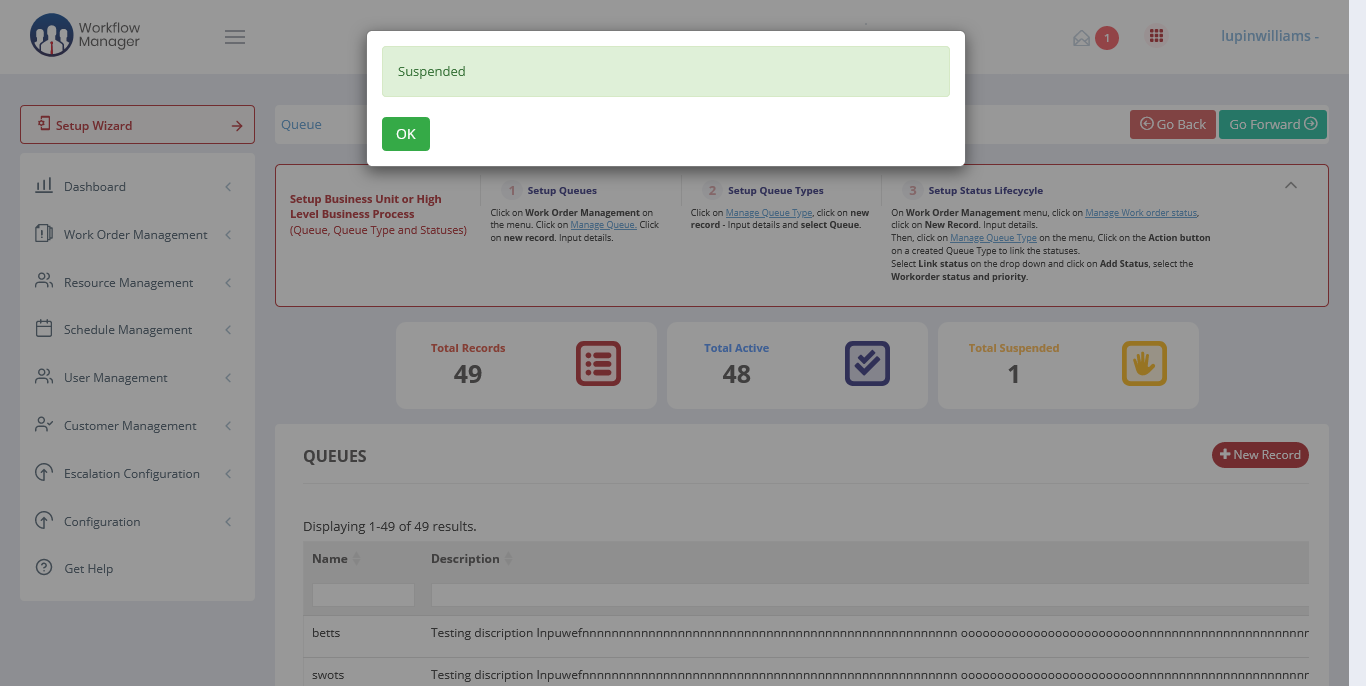 Workflow
Manager
Suspended
OK
1
lupinwilliams -
Setup Wizard
Queue
Go Back
Go Forward
Dashboard
Work Order Management
Resource Management
Schedule Management
User Management
Customer Management
Escalation Configuration
Configuration
Get Help
Setup Business Unit or High
Level Business Process
(Queue, Queue Type and Statuses)
1 Setup Queues
Click on Work Order Management on
the menu. Click on Manage Queue. Click
on new record. Input details.
2 Setup Queue Types
Click on Manage Queue Type, click on new
record - Input details and select Queue.
3 Setup Status Lifecycyle
On Work Order Management menu, click on Manage Work order status,
click on New Record. Input details.
Then, click on Manage Queue Type on the menu, Click on the Action button
on a created Queue Type to link the statuses.
Select Link status on the drop down and click on Add Status, select the
Workorder status and priority.
Total Records
49
Total Active
48
Total Suspended
1
QUEUES
New Record
Displaying 1-49 of 49 results.
Name Description
betts Testing discription Inpuwefnnnnnnnnnnnnnnnnnnnnnnnnnnnnnnnnnnnnnnnnnnnnnnnnnnn ooooooooooooooooooooooooonnnnnnnnnnnnnnnnnnnnnnr
swots Testing discription Inpuwefnnnnnnnnnnnnnnnnnnnnnnnnnnnnnnnnnnnnnnnnnnnnnnnnnnn ooooooooooooooooooooooooonnnnnnnnnnnnnnnnnnnnnnr